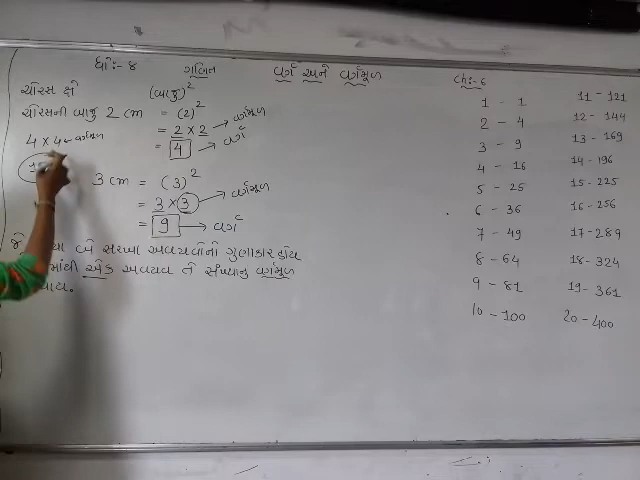 ધો:- ૪ ગણિત વર્ગ અને વર્ગમૂળ Ch:-6
ચોરસ ક્ષે (બાજુ)²
ચોરસની બાજુ 2 cm = (2)²
= 2 × 2 → વર્ગમૂળ
= 4 → વર્ગ
4 × 4 → વર્ગમૂળ
3 cm = (3)²
= 3 × 3 → વર્ગમૂળ
= 9 → વર્ગ
જે બે સરખા અવયવોનો ગુણાકાર હોય
માંથી એક અવયવ તે સંખ્યાનું વર્ગમૂળ
1 - 1
2 - 4
3 - 9
4 - 16
5 - 25
6 - 36
7 - 49
8 - 64
9 - 81
10 - 100
11 - 121
12 - 144
13 - 169
14 - 196
15 - 225
16 - 256
17 - 289
18 - 324
19 - 361
20 - 400